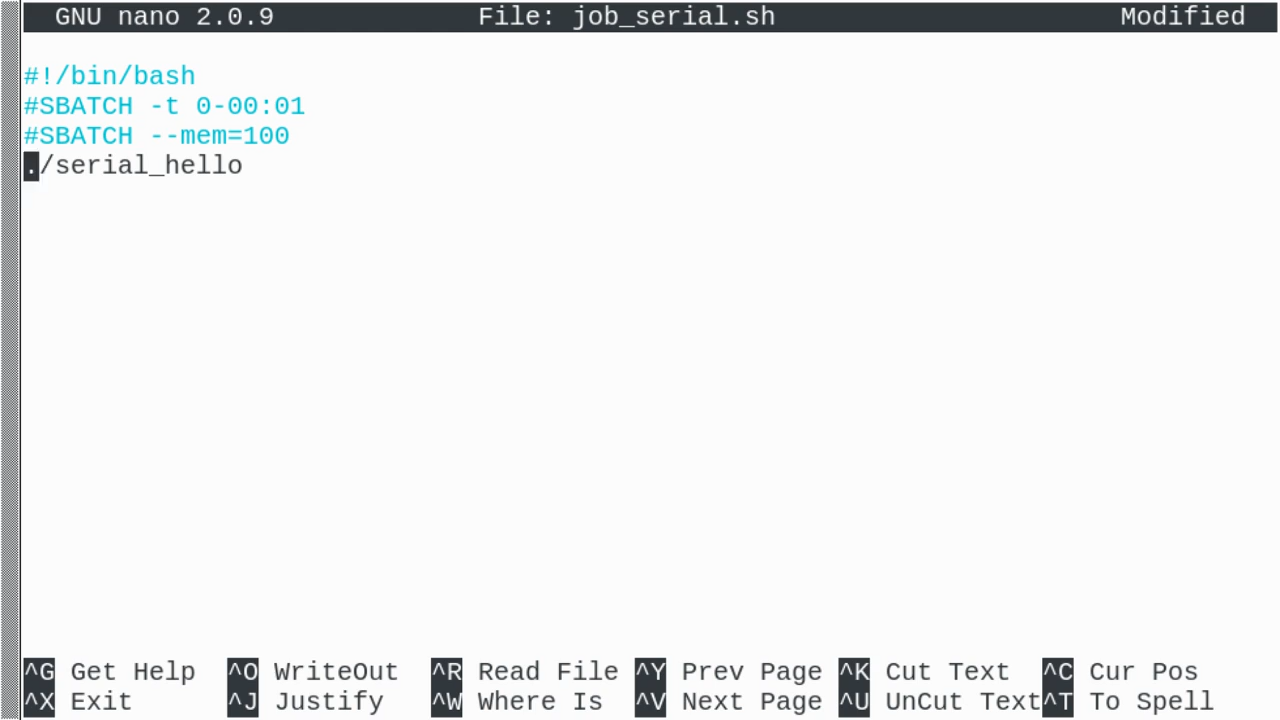 GNU nano 2.0.9 File: job_serial.sh Modified
#!/bin/bash
#SBATCH -t 0-00:01
#SBATCH --mem=100
./serial_hello
^G Get Help ^O WriteOut ^R Read File ^Y Prev Page ^K Cut Text ^C Cur Pos
^X Exit ^J Justify ^W Where Is ^V Next Page ^U UnCut Text ^T To Spell